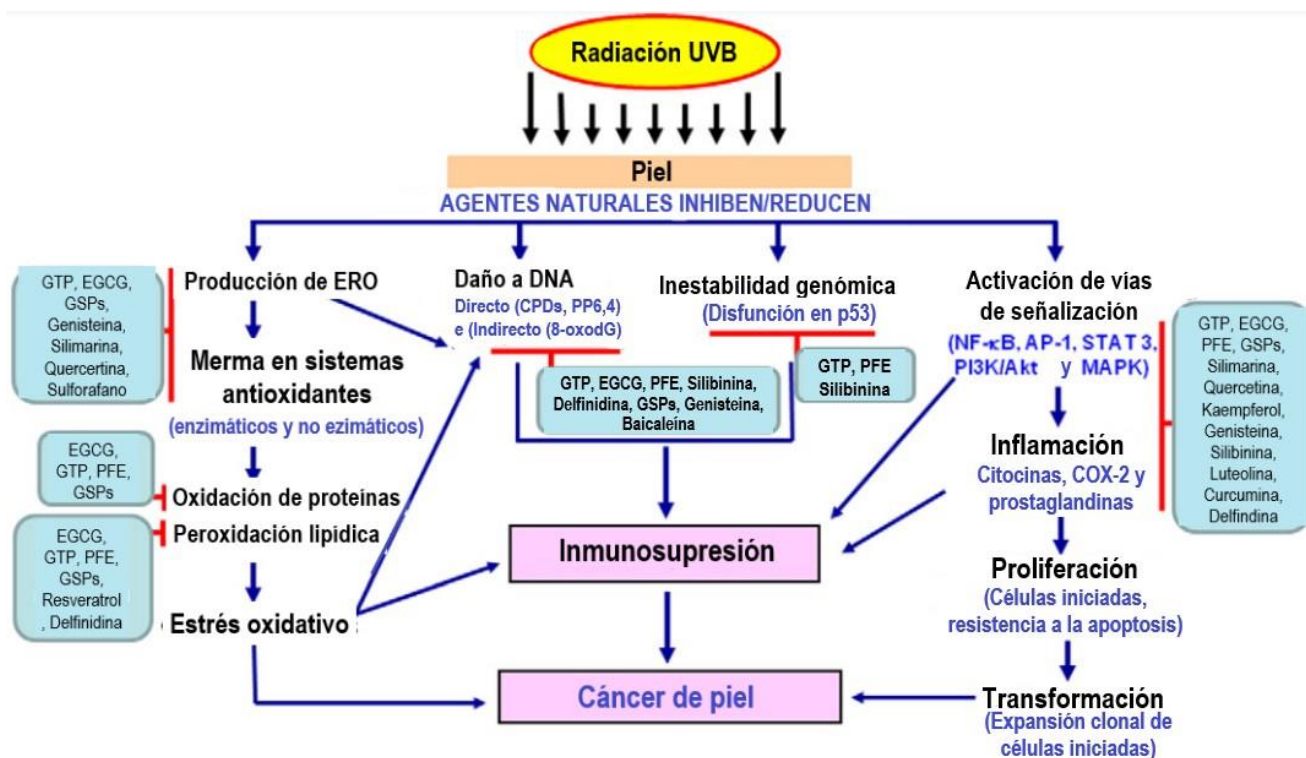 Radiación UVB
Piel
AGENTES NATURALES INHIBEN/REDUCEN
GTP, EGCG,
GSPs,
Genisteina,
Silimarina,
Quercertina,
Sulforafano
Producción de ERO
Merma en sistemas
antioxidantes
(enzimáticos y no ezimáticos)
EGCG,
GTP, PFE,
GSPs
Oxidación de proteínas
Peroxidación lipídica
EGCG,
GTP, PFE,
GSPs,
Resveratrol
, Delfinidina
Estrés oxidativo
Daño a DNA
Directo (CPDs, PP6,4)
e (Indirecto (8-oxodG)
GTP, EGCG, PFE, Silibinina,
Delfinidina, GSPs, Genisteina,
Baicaleína
Inestabilidad genómica
(Disfunción en p53)
GTP, PFE
Silibinina
Inmunosupresión
Cáncer de piel
Activación de vías
de señalización
(NF-κB, AP-1, STAT 3,
PI3K/Akt y MAPK)
Inflamación
Citocinas, COX-2 y
prostaglandinas
Proliferación
(Células iniciadas,
resistencia a la apoptosis)
Transformación
(Expansión clonal de
células iniciadas)
GTP, EGCG,
PFE, GSPs,
Silimarina,
Quercetina,
Kaempferol,
Genisteina,
Silibinina,
Luteolina,
Curcumina,
Delfindina